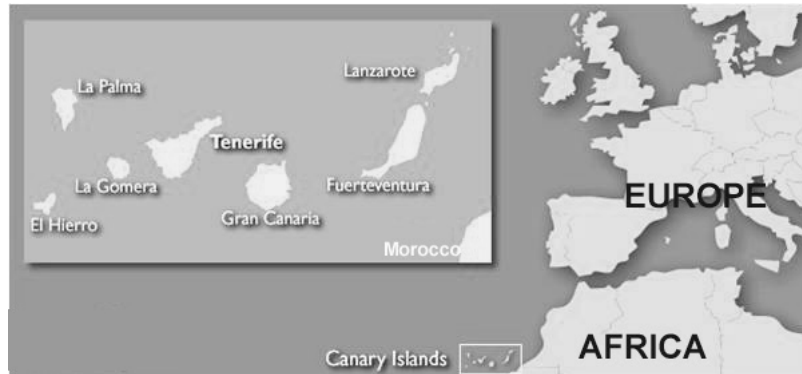 Lanzarote
La Palma
Tenerife
La Gomera
Fuerteventura
El Hierro
Gran Canaria
Morocco
EUROPE
AFRICA
Canary Islands